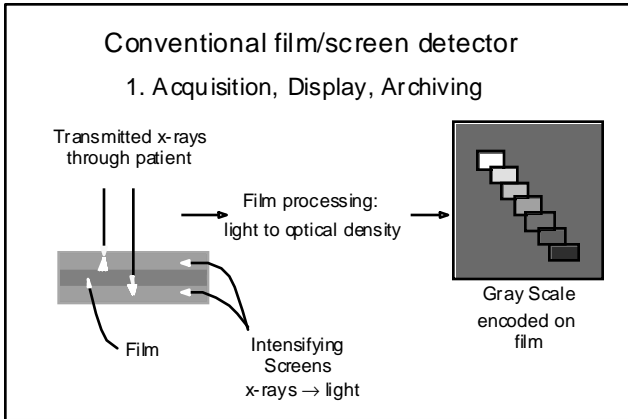 Conventional film/screen detector
1. Acquisition, Display, Archiving
Transmitted x-rays
through patient
Film processing:
light to optical density
Gray Scale
encoded on
film
Film
Intensifying
Screens
x-rays → light